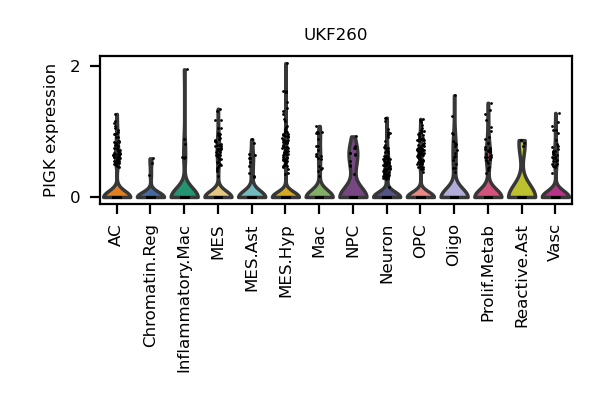 UKF260
PIGK expression
2
0
AC
Chromatin.Reg
Inflammatory.Mac
MES
MES.Ast
MES.Hyp
Mac
NPC
Neuron
OPC
Oligo
Prolif.Metab
Reactive.Ast
Vasc